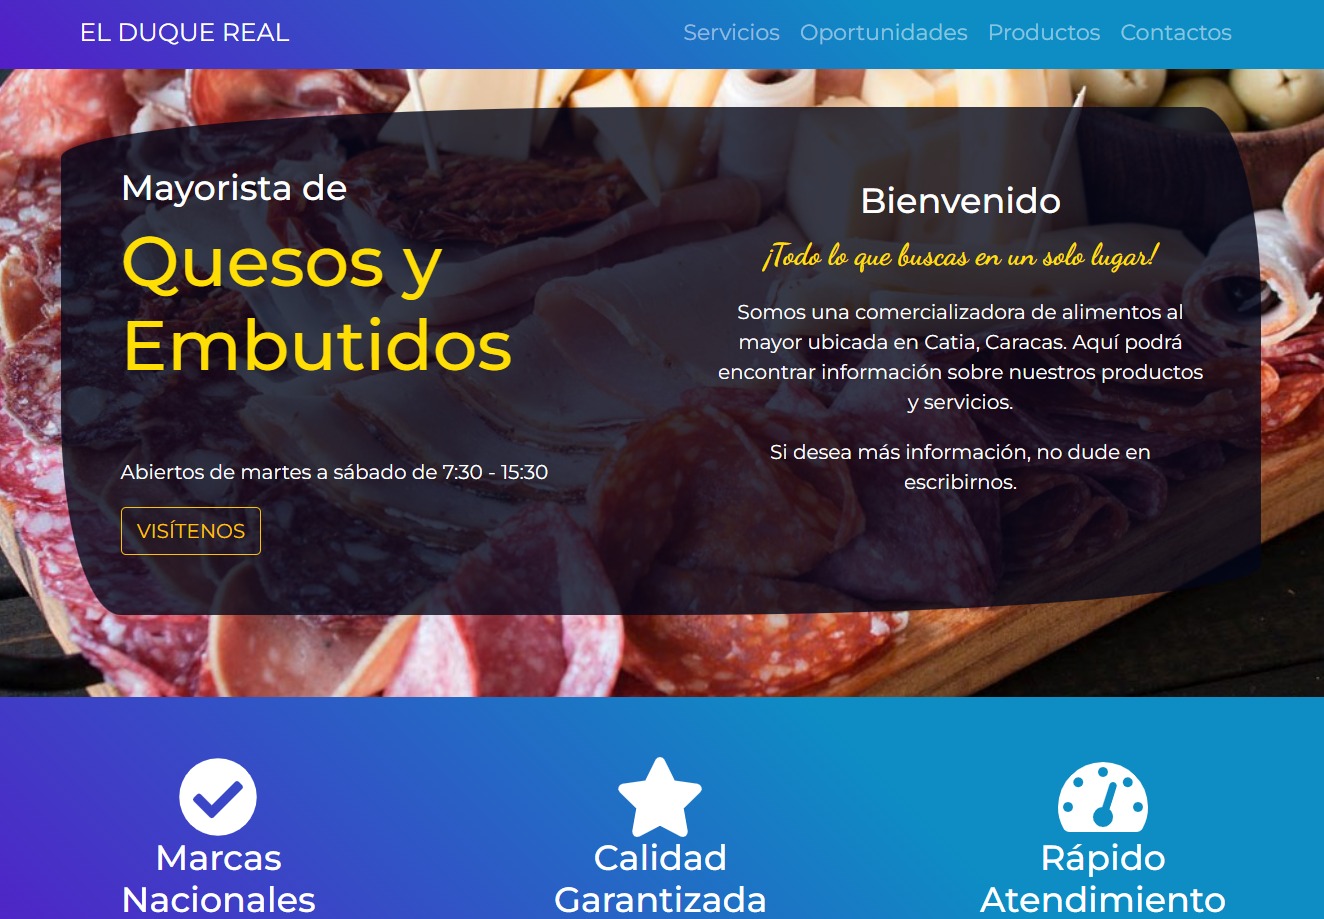 EL DUQUE REAL
Servicios Oportunidades Productos Contactos
Mayorista de
Quesos y
Embutidos
Abiertos de martes a sábado de 7:30 - 15:30
VISÍTENOS
Bienvenido
¡Todo lo que buscas en un solo lugar!
Somos una comercializadora de alimentos al
mayor ubicada en Catia, Caracas. Aquí podrá
encontrar información sobre nuestros productos
y servicios.
Si desea más información, no dude en
escribirnos.
Marcas
Nacionales
Calidad
Garantizada
Rápido
Atendimiento